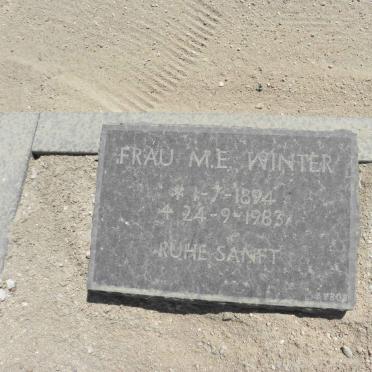 FRAU M.E. WINTER
* 1-7-1894
+ 24-9-1983
RUHE SANFT